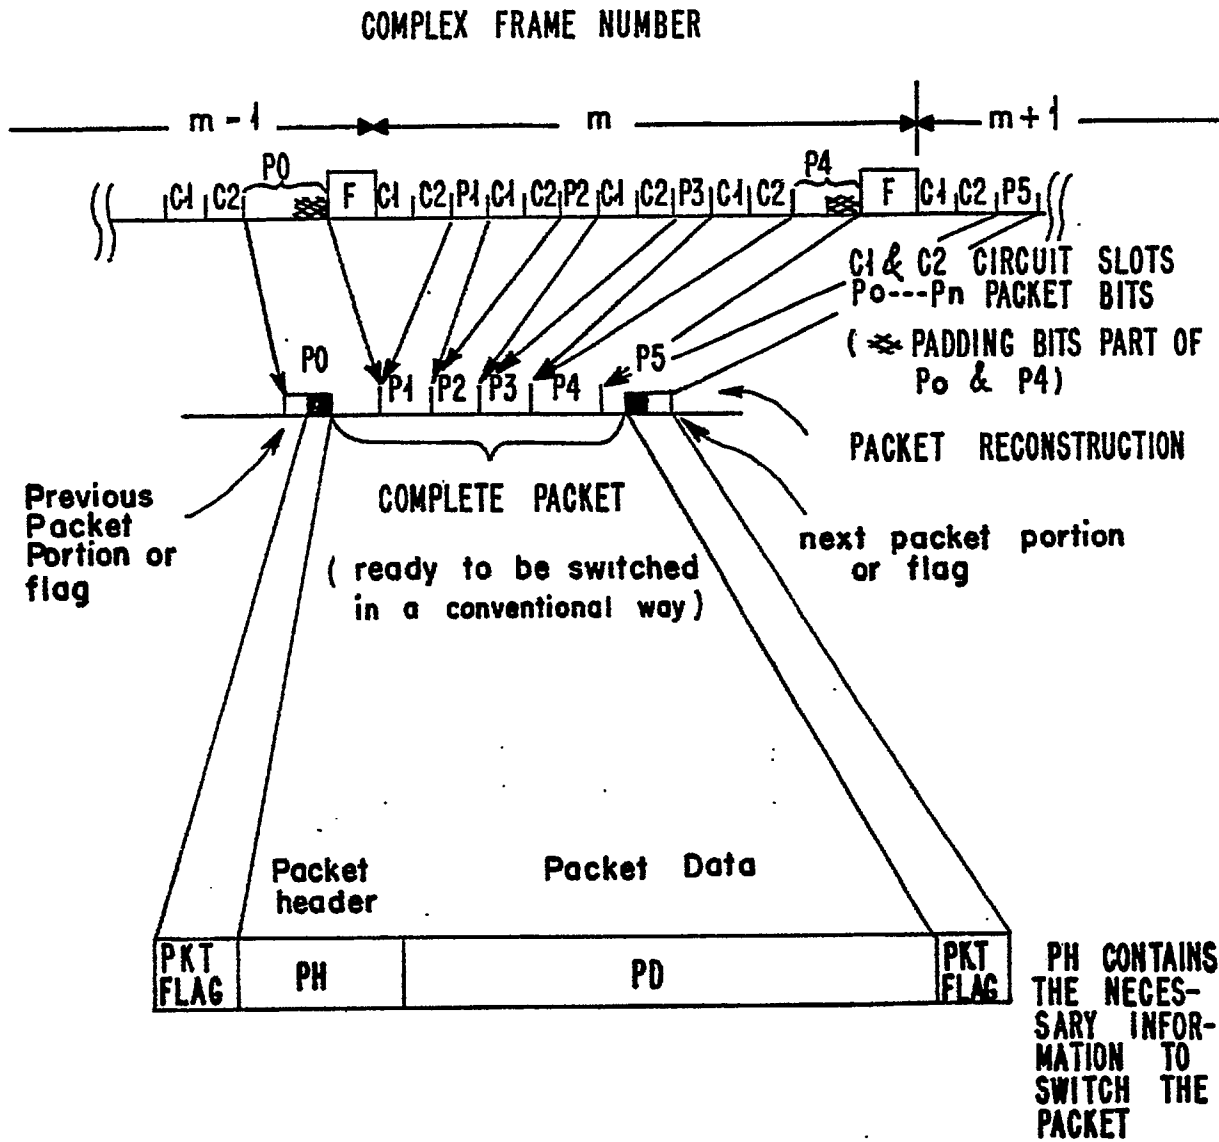 COMPLEX FRAME NUMBER
m-1 m m+1
P0 P4
C1 C2 F C1 C2 P1 C1 C2 P2 C1 C2 P3 C1 C2 F C1 C2 P5
C1 & C2 CIRCUIT SLOTS
Po---Pn PACKET BITS
( PADDING BITS PART OF
Po & P4)
P0 P1 P2 P3 P4 P5
PACKET RECONSTRUCTION
Previous
Packet
Portion or
flag
COMPLETE PACKET
( ready to be switched
in a conventional way )
next packet portion
or flag
Packet
header
Packet Data
PKT
FLAG
PH
PD
PKT
FLAG
PH CONTAINS
THE NECES-
SARY INFOR-
MATION TO
SWITCH THE
PACKET